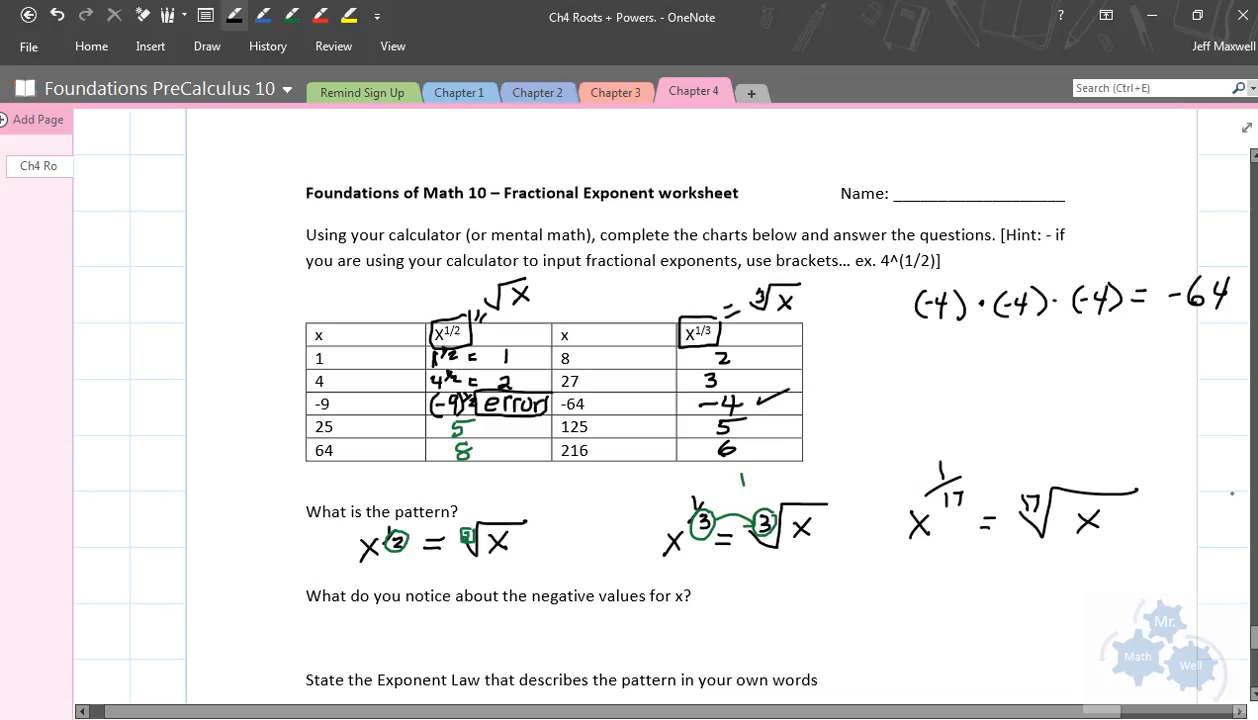 Ch4 Roots + Powers. - OneNote
?
File
Home
Insert
Draw
History
Review
View
Jeff Maxwell
Foundations PreCalculus 10
Remind Sign Up
Chapter 1
Chapter 2
Chapter 3
Chapter 4
+
Search (Ctrl+E)
Add Page
Ch4 Ro
Foundations of Math 10 – Fractional Exponent worksheet
Name: ___________________
Using your calculator (or mental math), complete the charts below and answer the questions. [Hint: - if
you are using your calculator to input fractional exponents, use brackets… ex. 4^(1/2)]
= √x
= ∛x
(-4) · (-4) · (-4) = -64
x X^1/2 x X^1/3
1 1^1/2 = 1 8 2
4 4^1/2 = 2 27 3
-9 (-9)^1/2 = error -64 -4 ✓
25 5 125 5
64 8 216 6
What is the pattern?
x^1/2 = ²√x
x^1/3 = ³√x
x^1/17 = ¹⁷√x
What do you notice about the negative values for x?
State the Exponent Law that describes the pattern in your own words
Mr.
Math
Well